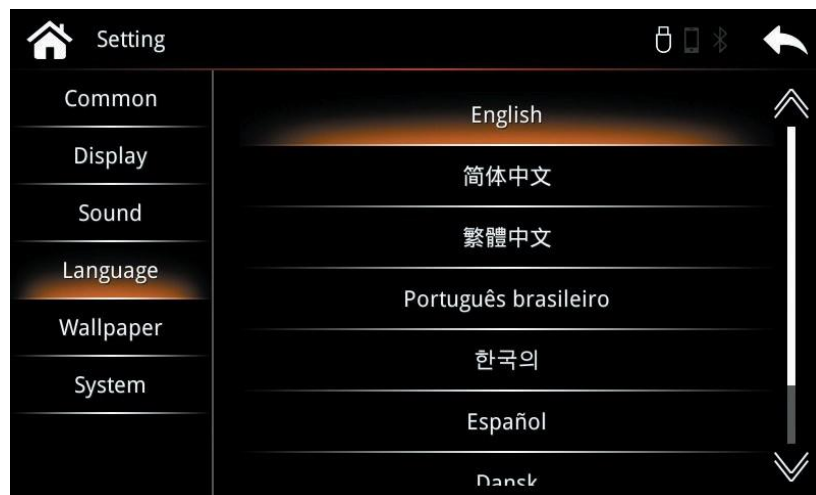 Setting
Common
Display
Sound
Language
Wallpaper
System
English
简体中文
繁體中文
Português brasileiro
한국의
Español
Dansk